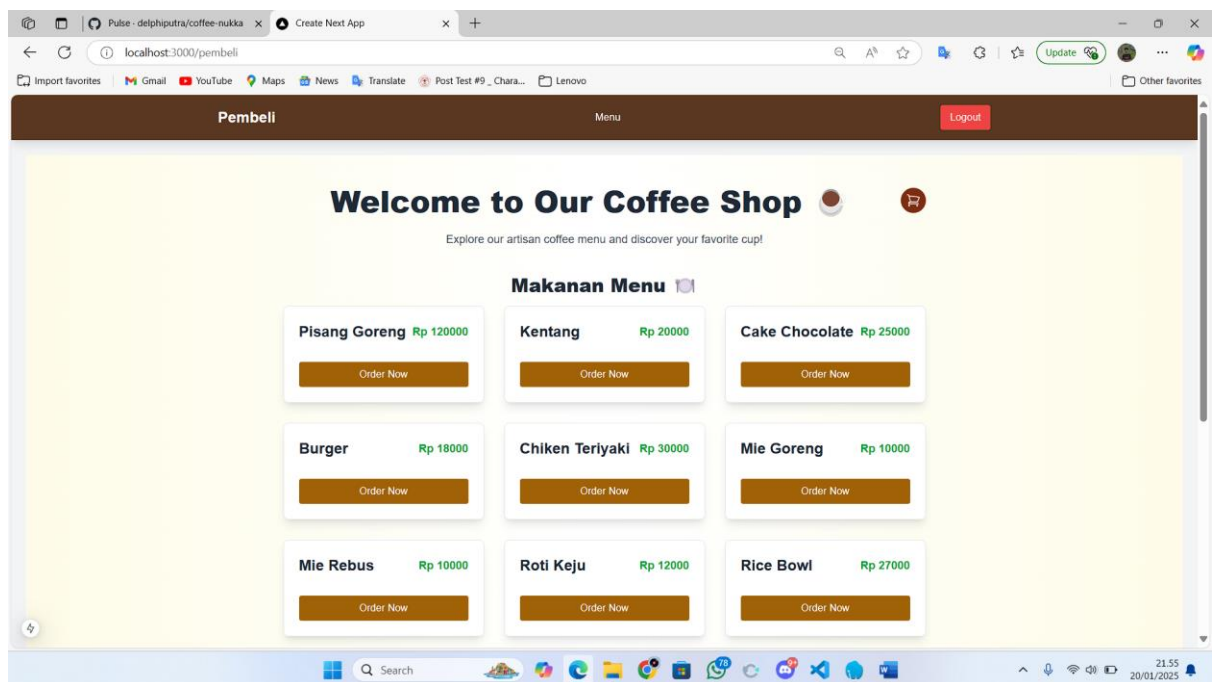 Pulse · delphiputra/coffee-nukka
Create Next App
localhost:3000/pembeli
Update
Import favorites
Gmail
YouTube
Maps
News
Translate
Post Test #9 _ Chara...
Lenovo
Other favorites
Pembeli
Menu
Logout
Welcome to Our Coffee Shop
Explore our artisan coffee menu and discover your favorite cup!
Makanan Menu
Pisang Goreng Rp 120000
Kentang Rp 20000
Cake Chocolate Rp 25000
Order Now
Order Now
Order Now
Burger Rp 18000
Chiken Teriyaki Rp 30000
Mie Goreng Rp 10000
Order Now
Order Now
Order Now
Mie Rebus Rp 10000
Roti Keju Rp 12000
Rice Bowl Rp 27000
Order Now
Order Now
Order Now
Search
78
21.55
20/01/2025